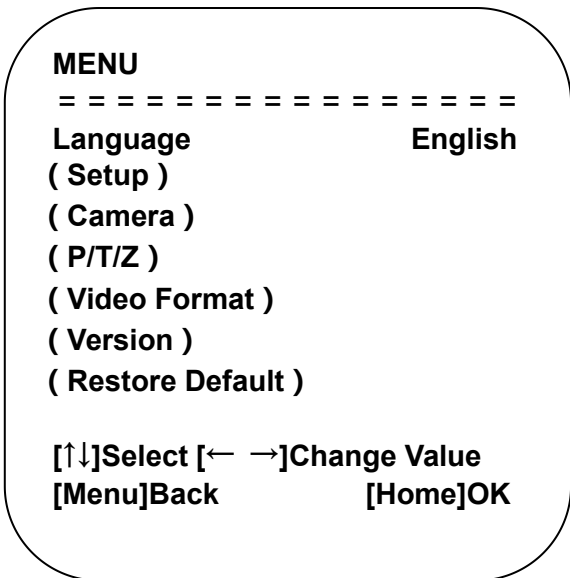 MENU
= = = = = = = = = = = = = = = =
Language English
( Setup )
( Camera )
( P/T/Z )
( Video Format )
( Version )
( Restore Default )
[↑↓]Select [← →]Change Value
[Menu]Back [Home]OK